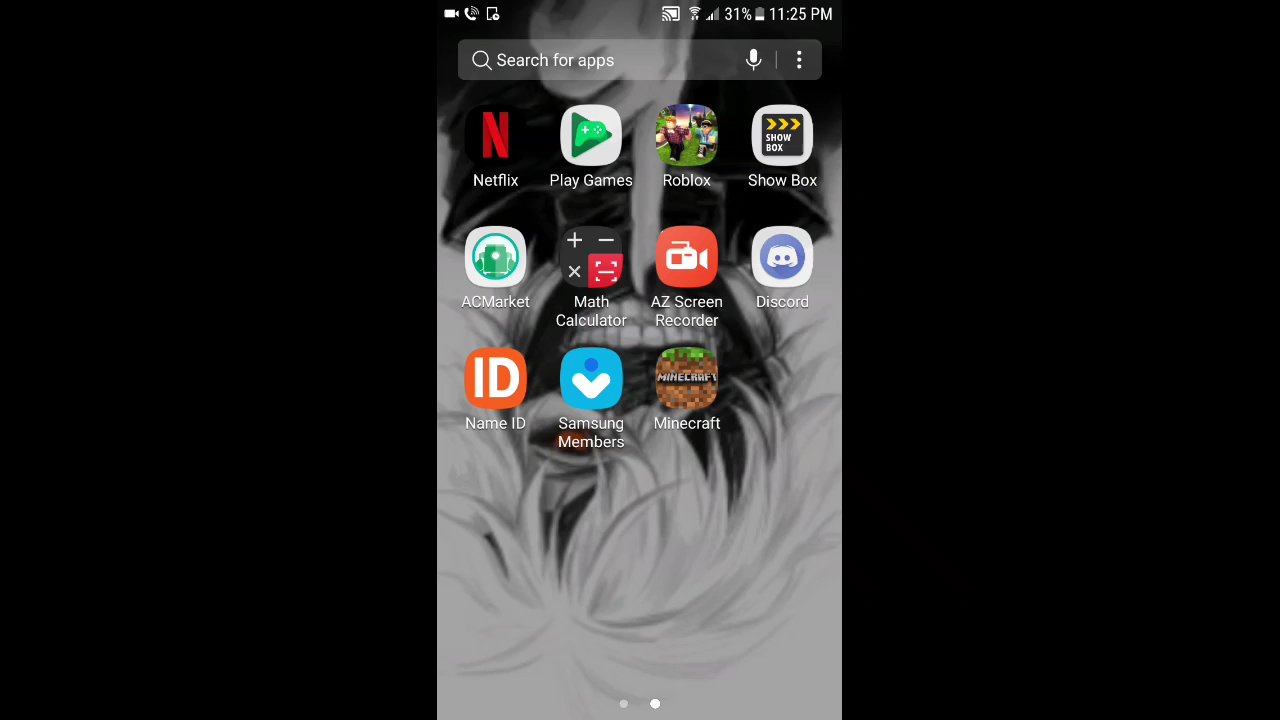 31% 11:25 PM
Search for apps
N
SHOW
BOX
Netflix Play Games Roblox Show Box
ACMarket Math
Calculator AZ Screen
Recorder Discord
ID
MINECRAFT
Name ID Samsung
Members Minecraft